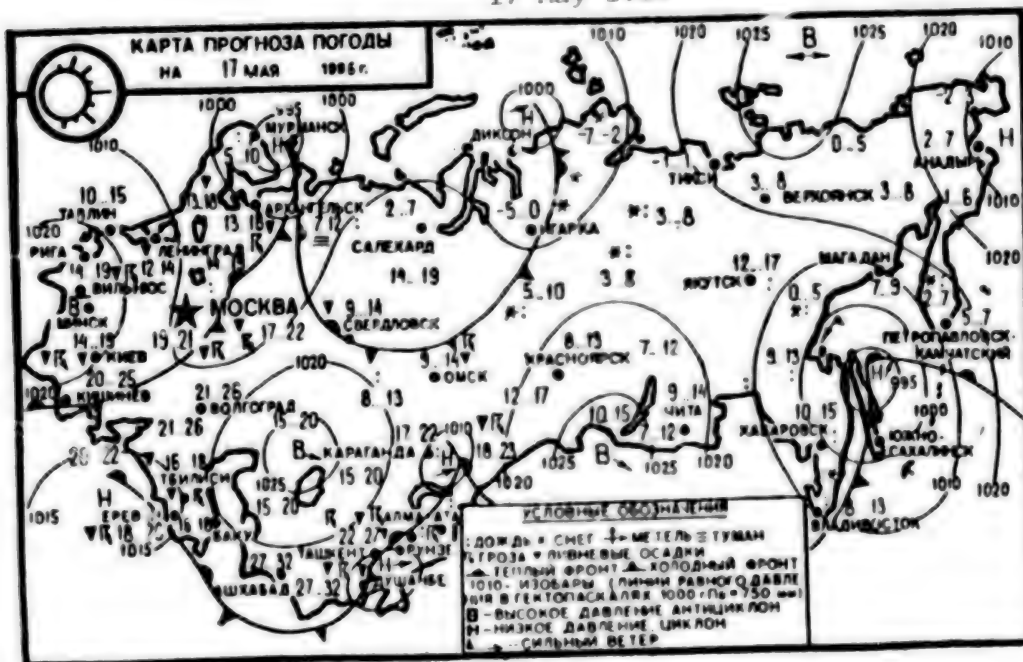 17 May
КАРТА ПРОГНОЗА ПОГОДЫ
НА 17 МАЯ 1986 г.
1010 1020 1025 В 1025 1020 1010
1000 995 1000 1000
МУРМАНСК
Н
5 10
Н
ДИКСОН
-7 -2
ТИКСИ
0..5
2 7
АНАДЫРЬ
Н
1010
10..15
ТАЛЛИН
13 18
АРХАНГЕЛЬСК
7 12
2..7
САЛЕХАРД
-5 0
ИГАРКА
3..8
3..8
ВЕРХОЯНСК
3..8
1 6
1010
1020
РИГА
ЛЕНИНГРАД
12 14
14 19
ВИЛЬНЮС
14..19
МАГАДАН
7..9
1020
В
МИНСК
МОСКВА
19 21
17 22
9..14
СВЕРДЛОВСК
5..10
3..8
ЯКУТСК
12..17
0..5
2..7
5..7
ПЕТРОПАВЛОВСК-
КАМЧАТСКИЙ
14..19
КИЕВ
9..14
ОМСК
8..13
КРАСНОЯРСК
7..12
9..13
Н
995
1020
20..25
КИШИНЕВ
21..26
ВОЛГОГРАД
1020
8..13
12 17
9..14
ЧИТА
10..15
7..12
10..15
ХАБАРОВСК
1000
ЮЖНО-
САХАЛИНСК
21 26
15 20
В
КАРАГАНДА
17 22
1010
Н
18 23
1025
В
1025
1020
1010
1020
20 22
16 18
ТБИЛИСИ
1025
15 20
15 20
1020
1015
Н
ЕРЕВ
18
1015
16 18
БАКУ
22 27
АЛМА-АТА
ФРУНЗЕ
ТАШКЕНТ
ДУШАНБЕ
27..32
АШХАБАД
27..32
8 13
ВЛАДИВОСТОК
УСЛОВНЫЕ ОБОЗНАЧЕНИЯ
: ДОЖДЬ * СНЕГ МЕТЕЛЬ ≡ ТУМАН
ГРОЗА ▼ ЛИВНЕВЫЕ ОСАДКИ
ТЕПЛЫЙ ФРОНТ ХОЛОДНЫЙ ФРОНТ
1010- ИЗОБАРЫ (ЛИНИИ РАВНОГО ДАВЛЕ
НИЯ В ГЕКТОПАСКАЛЯХ 1000 гПа = 750 мм)
В -ВЫСОКОЕ ДАВЛЕНИЕ АНТИЦИКЛОН
Н -НИЗКОЕ ДАВЛЕНИЕ ЦИКЛОН
СИЛЬНЫЙ ВЕТЕР